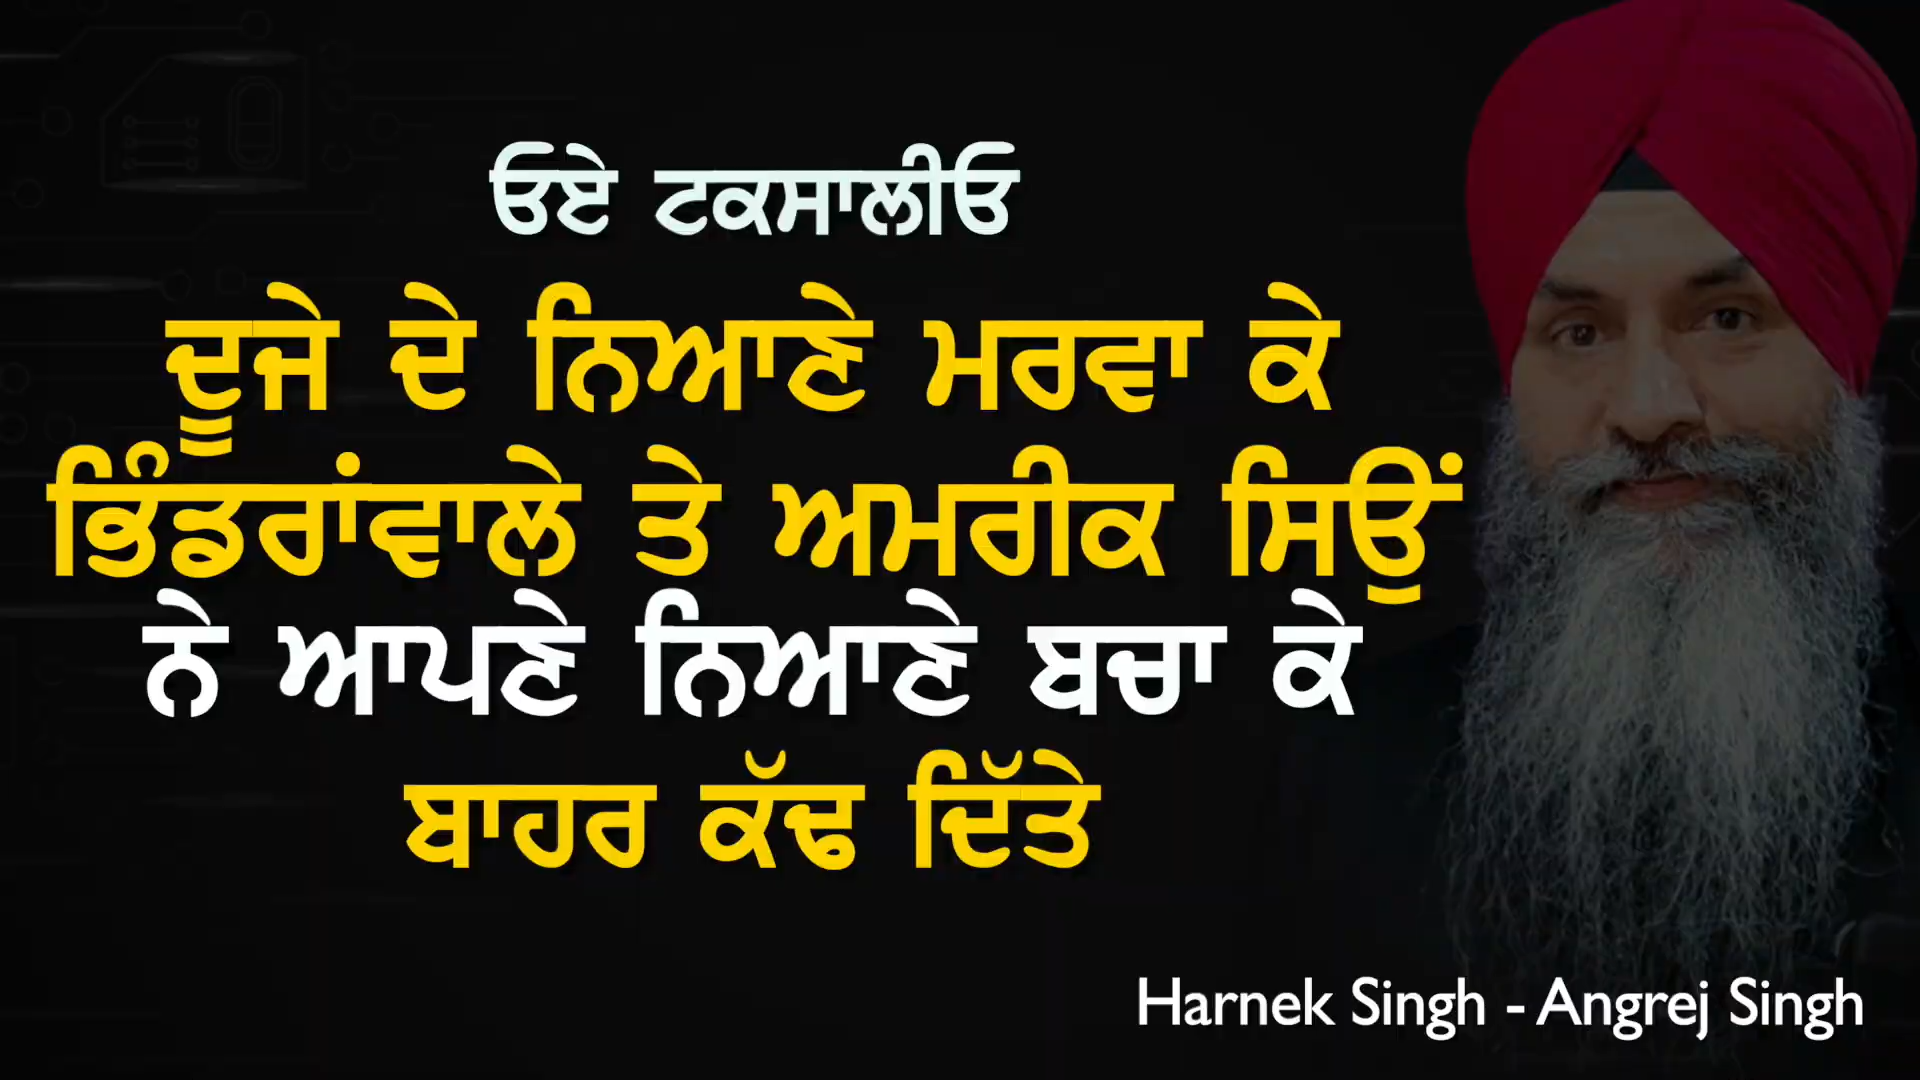 ਓਏ ਟਕਸਾਲੀਓ
ਦੂਜੇ ਦੇ ਨਿਆਣੇ ਮਰਵਾ ਕੇ
ਭਿੰਡਰਾਂਵਾਲੇ ਤੇ ਅਮਰੀਕ ਸਿਉਂ
ਨੇ ਆਪਣੇ ਨਿਆਣੇ ਬਚਾ ਕੇ
ਬਾਹਰ ਕੱਢ ਦਿੱਤੇ
Harnek Singh - Angrej Singh